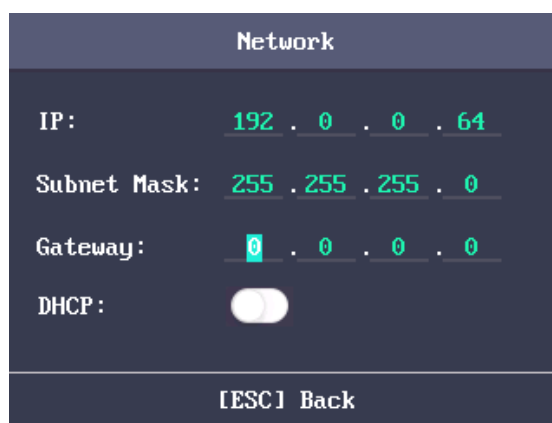 Network
IP: 192 . 0 . 0 . 64
Subnet Mask: 255 . 255 . 255 . 0
Gateway: 0 . 0 . 0 . 0
DHCP:
[ESC] Back